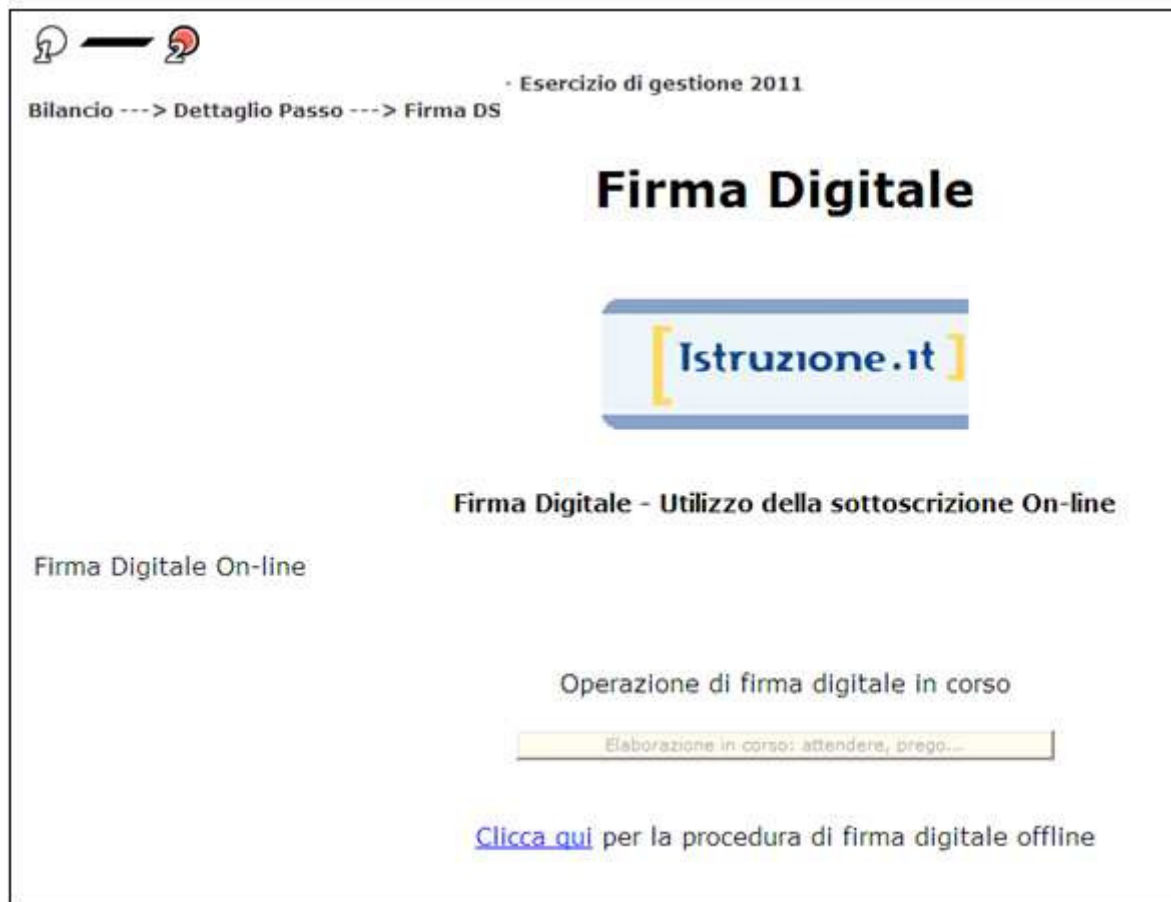 1 2
· Esercizio di gestione 2011
Bilancio ---> Dettaglio Passo ---> Firma DS
Firma Digitale
[Istruzione.it]
Firma Digitale - Utilizzo della sottoscrizione On-line
Firma Digitale On-line
Operazione di firma digitale in corso
Elaborazione in corso: attendere, prego...
Clicca qui per la procedura di firma digitale offline